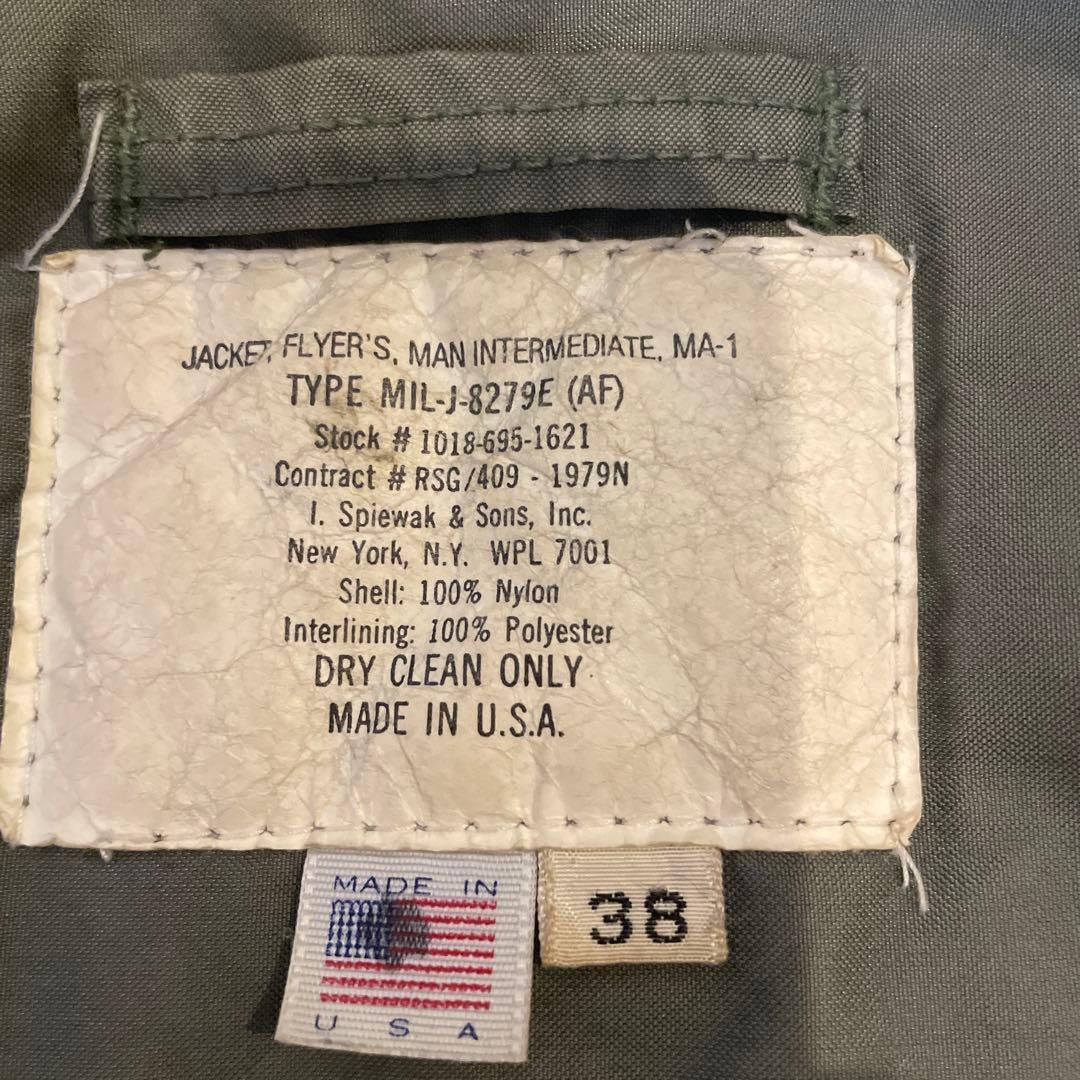 JACKET, FLYER'S, MAN INTERMEDIATE, MA-1
TYPE MIL-J-8279E (AF)
Stock # 1018-695-1621
Contract # RSG/409 - 1979N
I. Spiewak & Sons, Inc.
New York, N.Y. WPL 7001
Shell: 100% Nylon
Interlining: 100% Polyester
DRY CLEAN ONLY
MADE IN U.S.A.
MADE IN
U S A
38